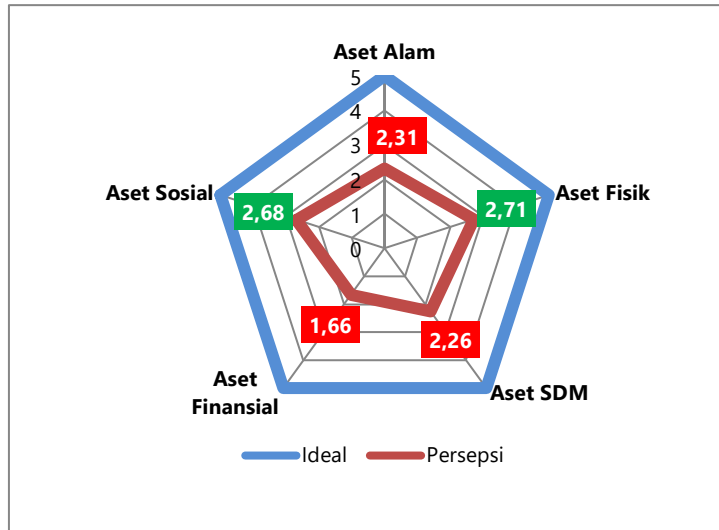 Aset Alam
5
4
3
2
1
0
2,31
Aset Sosial
2,68
2,71
Aset Fisik
1,66
2,26
Aset
Finansial
Aset SDM
Ideal
Persepsi